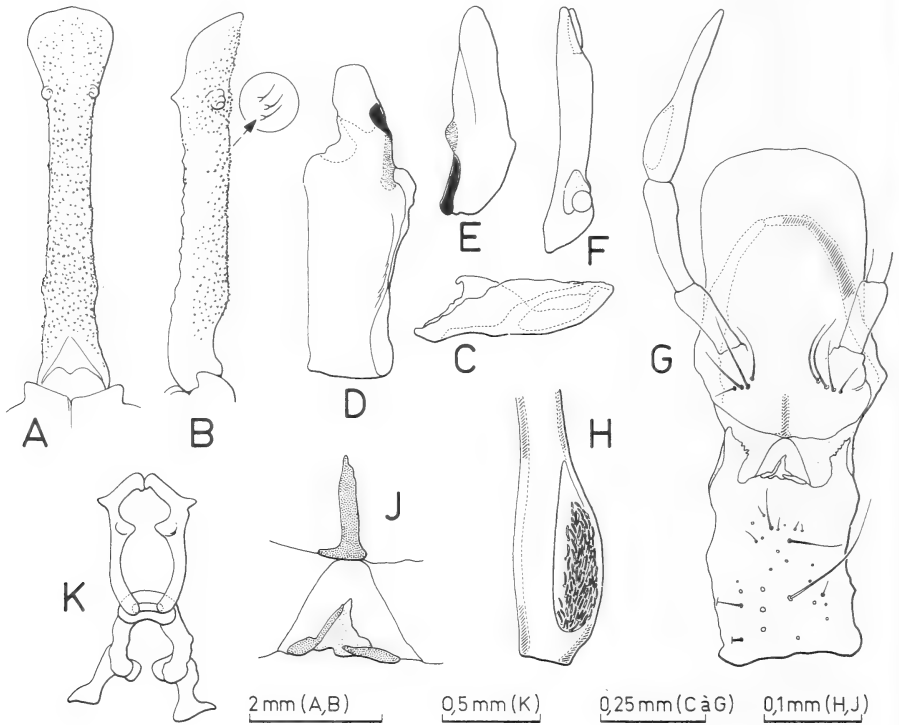 A
B
C
D
E
F
G
H
J
K
2 mm (A,B)
0,5 mm (K)
0,25 mm (C à G)
0,1 mm (H,J)